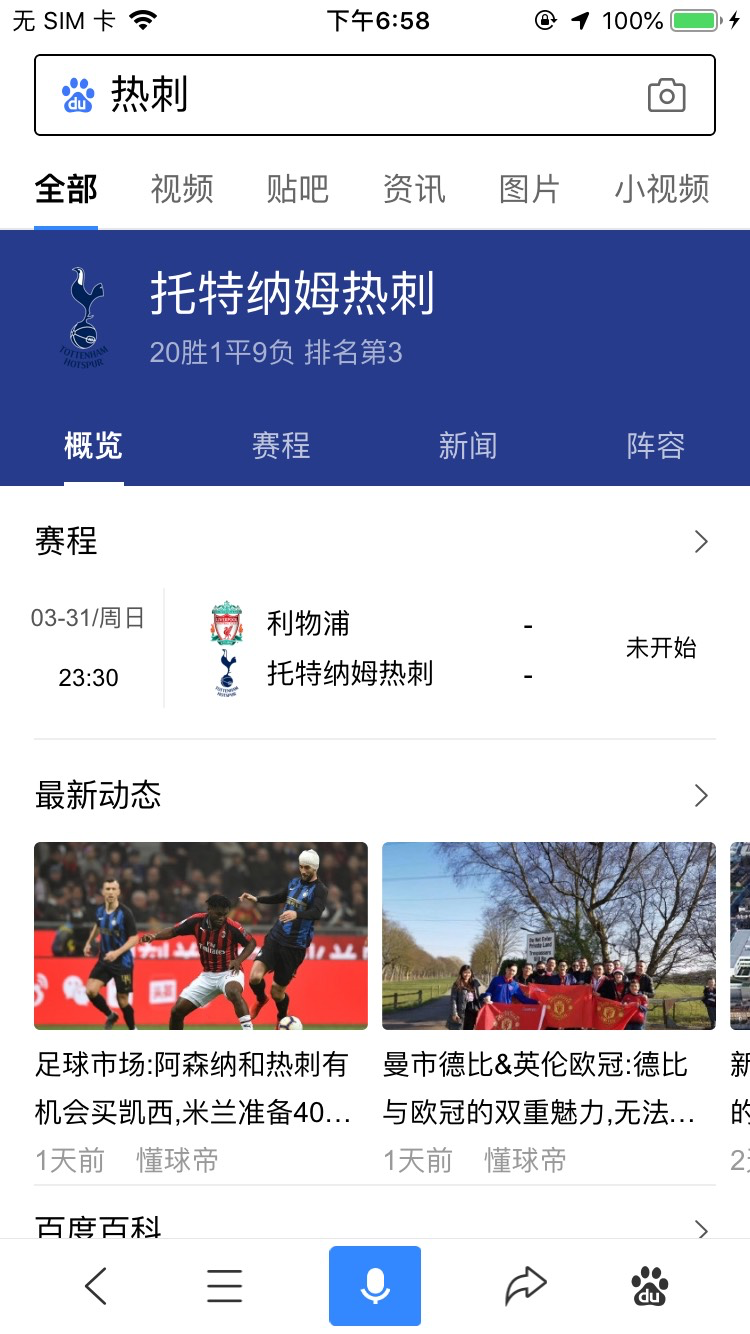 无 SIM 卡
下午6:58
100%
du 热刺
全部 视频 贴吧 资讯 图片 小视频
TOTTENHAM
HOTSPUR
托特纳姆热刺
20胜1平9负 排名第3
概览 赛程 新闻 阵容
赛程
03-31/周日
23:30
利物浦 -
托特纳姆热刺 -
未开始
最新动态
足球市场:阿森纳和热刺有
机会买凯西,米兰准备40...
1天前 懂球帝
曼市德比&英伦欧冠:德比
与欧冠的双重魅力,无法...
1天前 懂球帝
新
的
百度百科
du